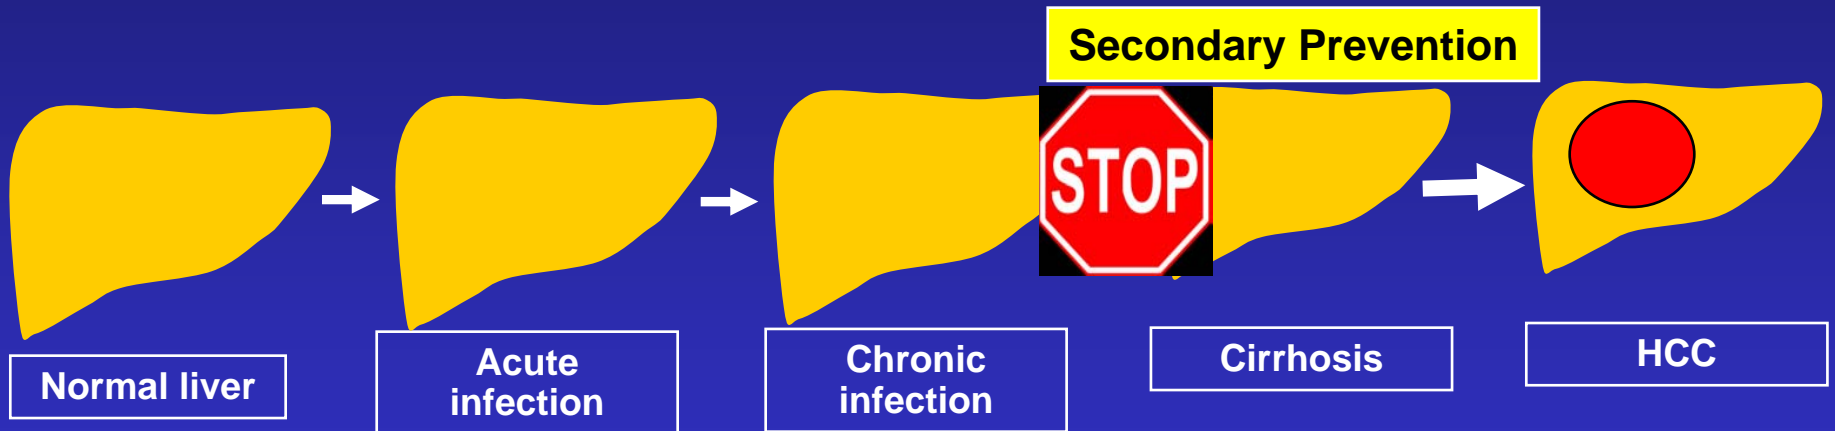 Secondary Prevention
STOP
Normal liver
Acute
infection
Chronic
infection
Cirrhosis
HCC